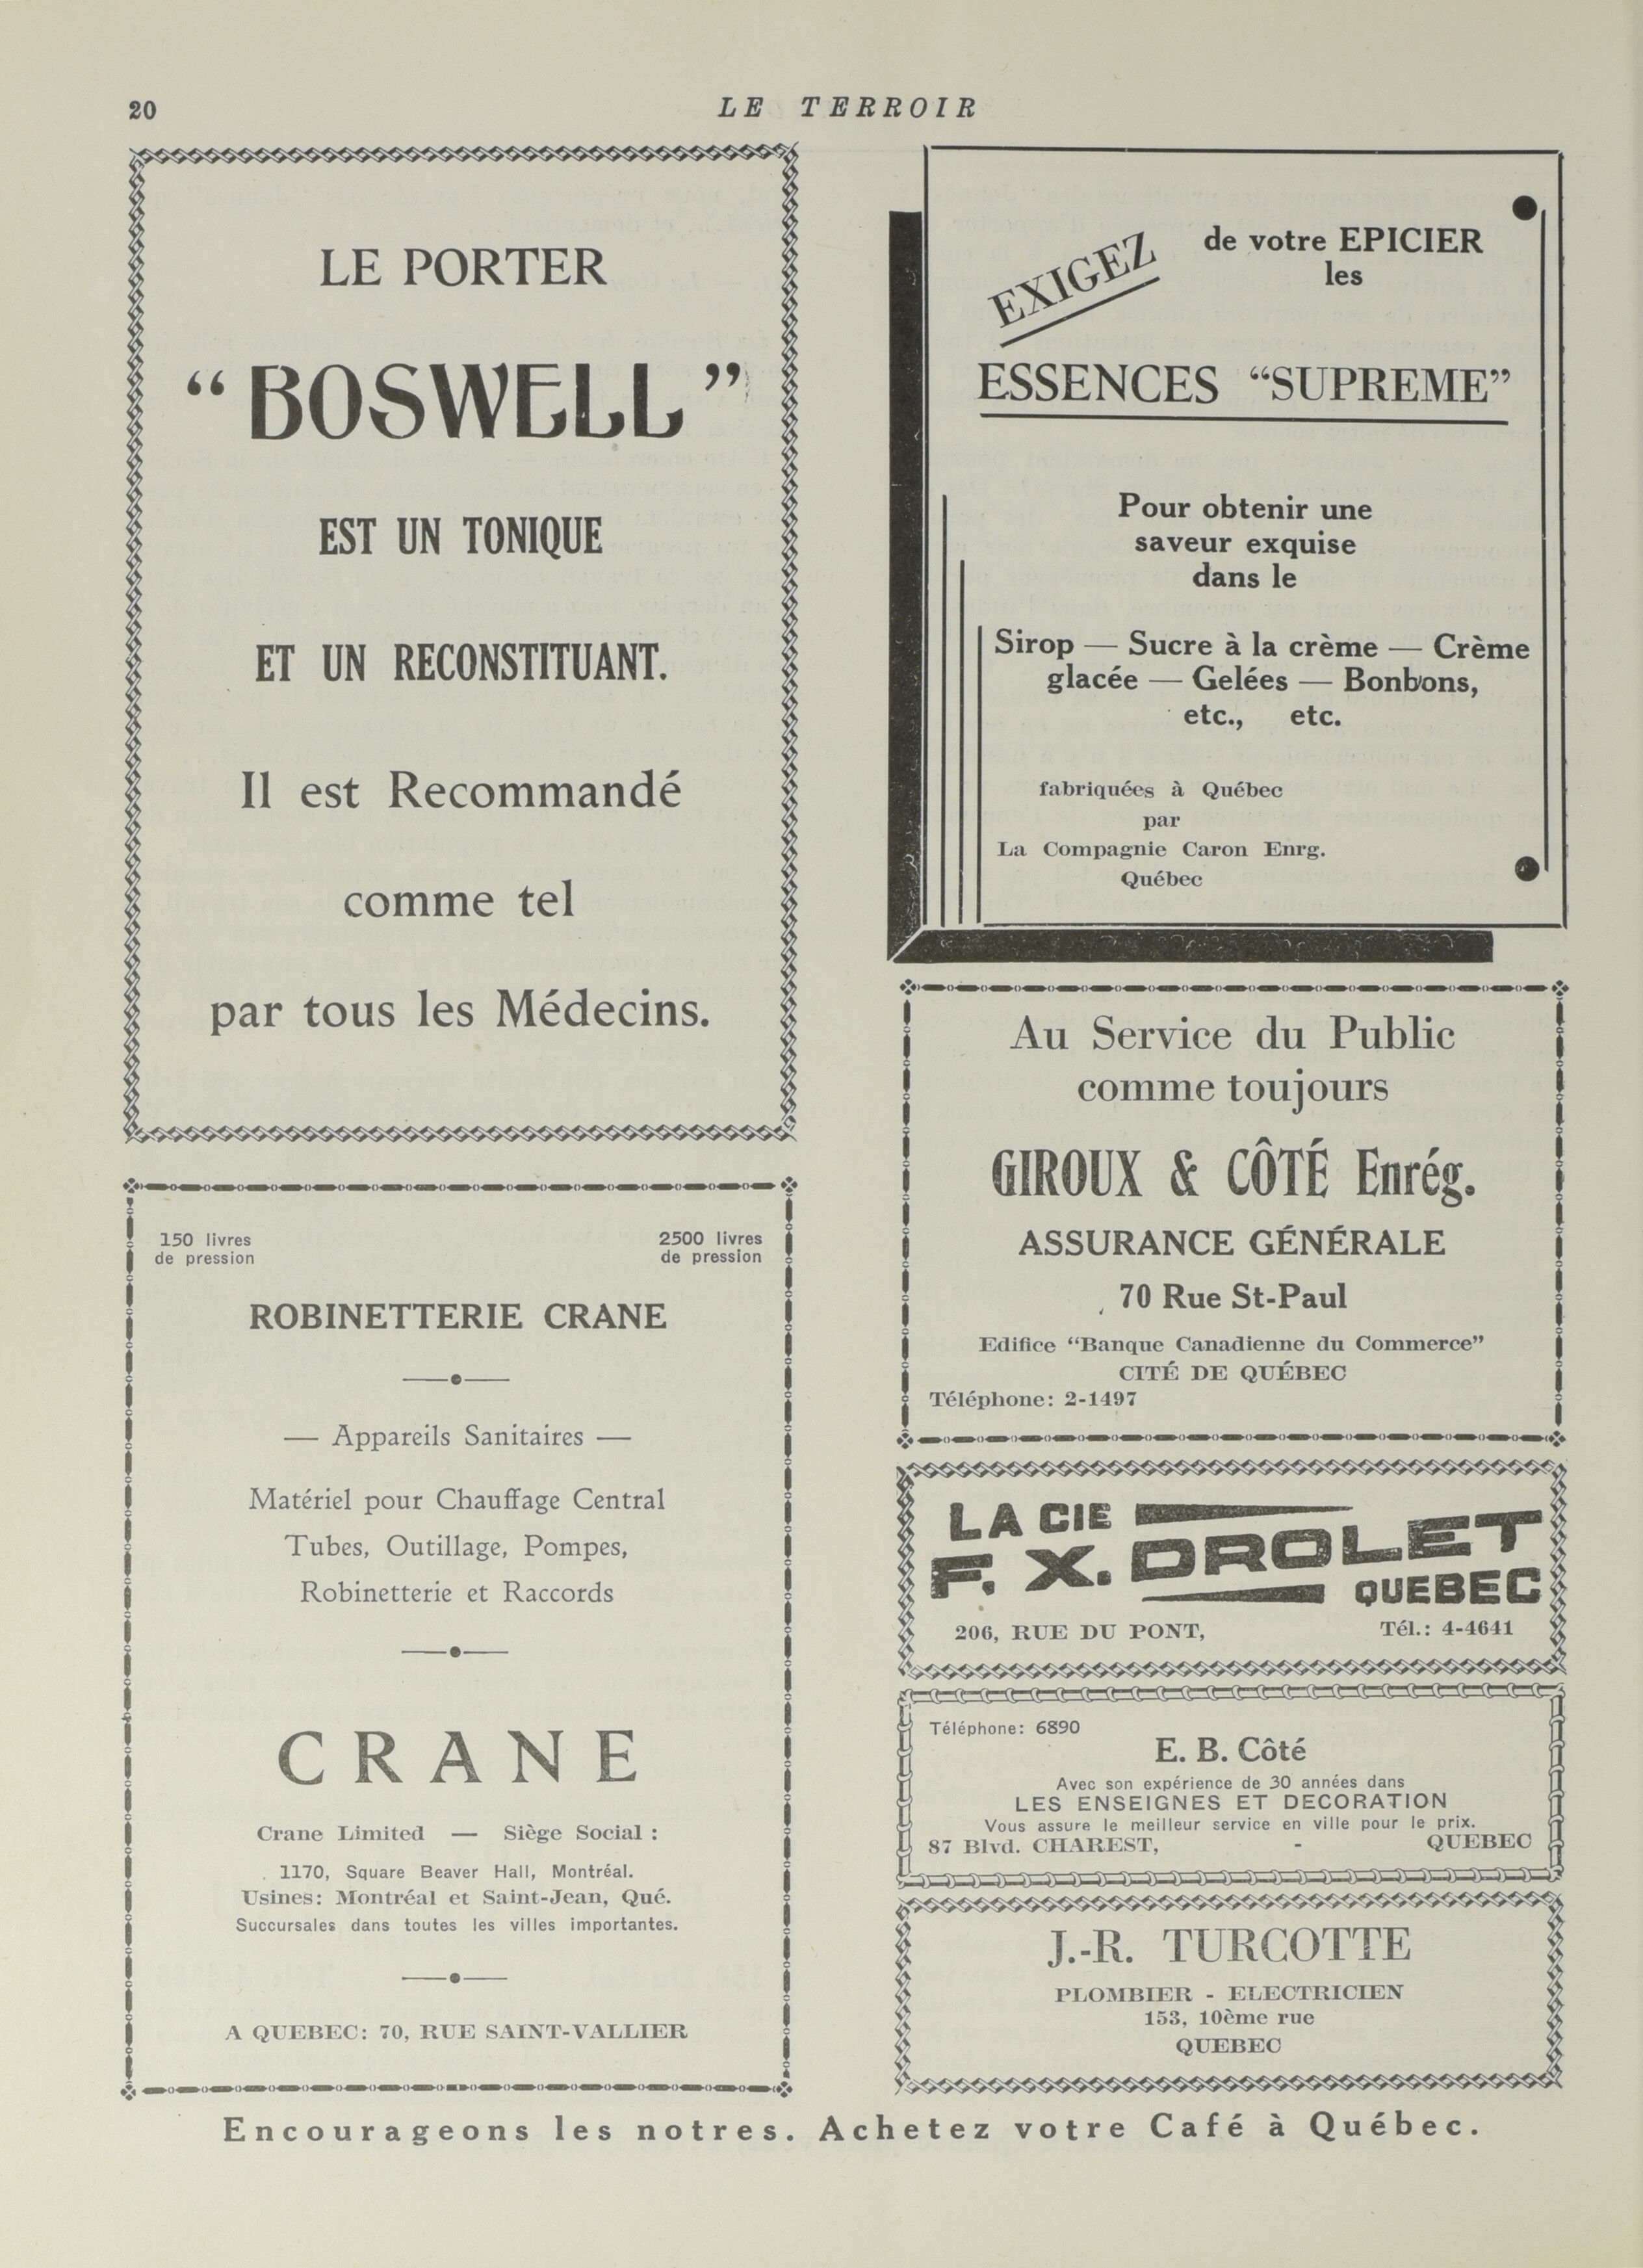 20
LE TERROIR
LE PORTER
“BOSWELL”
EST UN TONIQUE
ET UN RECONSTITUANT.
Il est Recommandé
comme tel
par tous les Médecins.
150 livres
de pression
2500 livres
de pression
ROBINETTERIE CRANE
— Appareils Sanitaires —
Matériel pour Chauffage Central
Tubes, Outillage, Pompes,
Robinetterie et Raccords
CRANE
Crane Limited — Siège Social :
1170, Square Beaver Hall, Montréal.
Usines: Montréal et Saint-Jean, Qué.
Succursales dans toutes les villes importantes.
A QUEBEC: 70, RUE SAINT-VALLIER
EXIGEZ
de votre EPICIER
les
ESSENCES “SUPREME”
Pour obtenir une
saveur exquise
dans le
Sirop — Sucre à la crème — Crème
glacée — Gelées — Bonbons,
etc., etc.
fabriquées à Québec
par
La Compagnie Caron Enrg.
Québec
Au Service du Public
comme toujours
GIROUX & CÔTÉ Enrég.
ASSURANCE GÉNÉRALE
70 Rue St-Paul
Edifice “Banque Canadienne du Commerce”
CITÉ DE QUÉBEC
Téléphone: 2-1497
LA CIE
F. X. DROLET
QUEBEC
206, RUE DU PONT, Tél.: 4-4641
Téléphone: 6890
E. B. Côté
Avec son expérience de 30 années dans
LES ENSEIGNES ET DECORATION
Vous assure le meilleur service en ville pour le prix.
87 Blvd. CHAREST, - QUEBEC
J.-R. TURCOTTE
PLOMBIER - ELECTRICIEN
153, 10ème rue
QUEBEC
Encourageons les notres. Achetez votre Café à Québec.